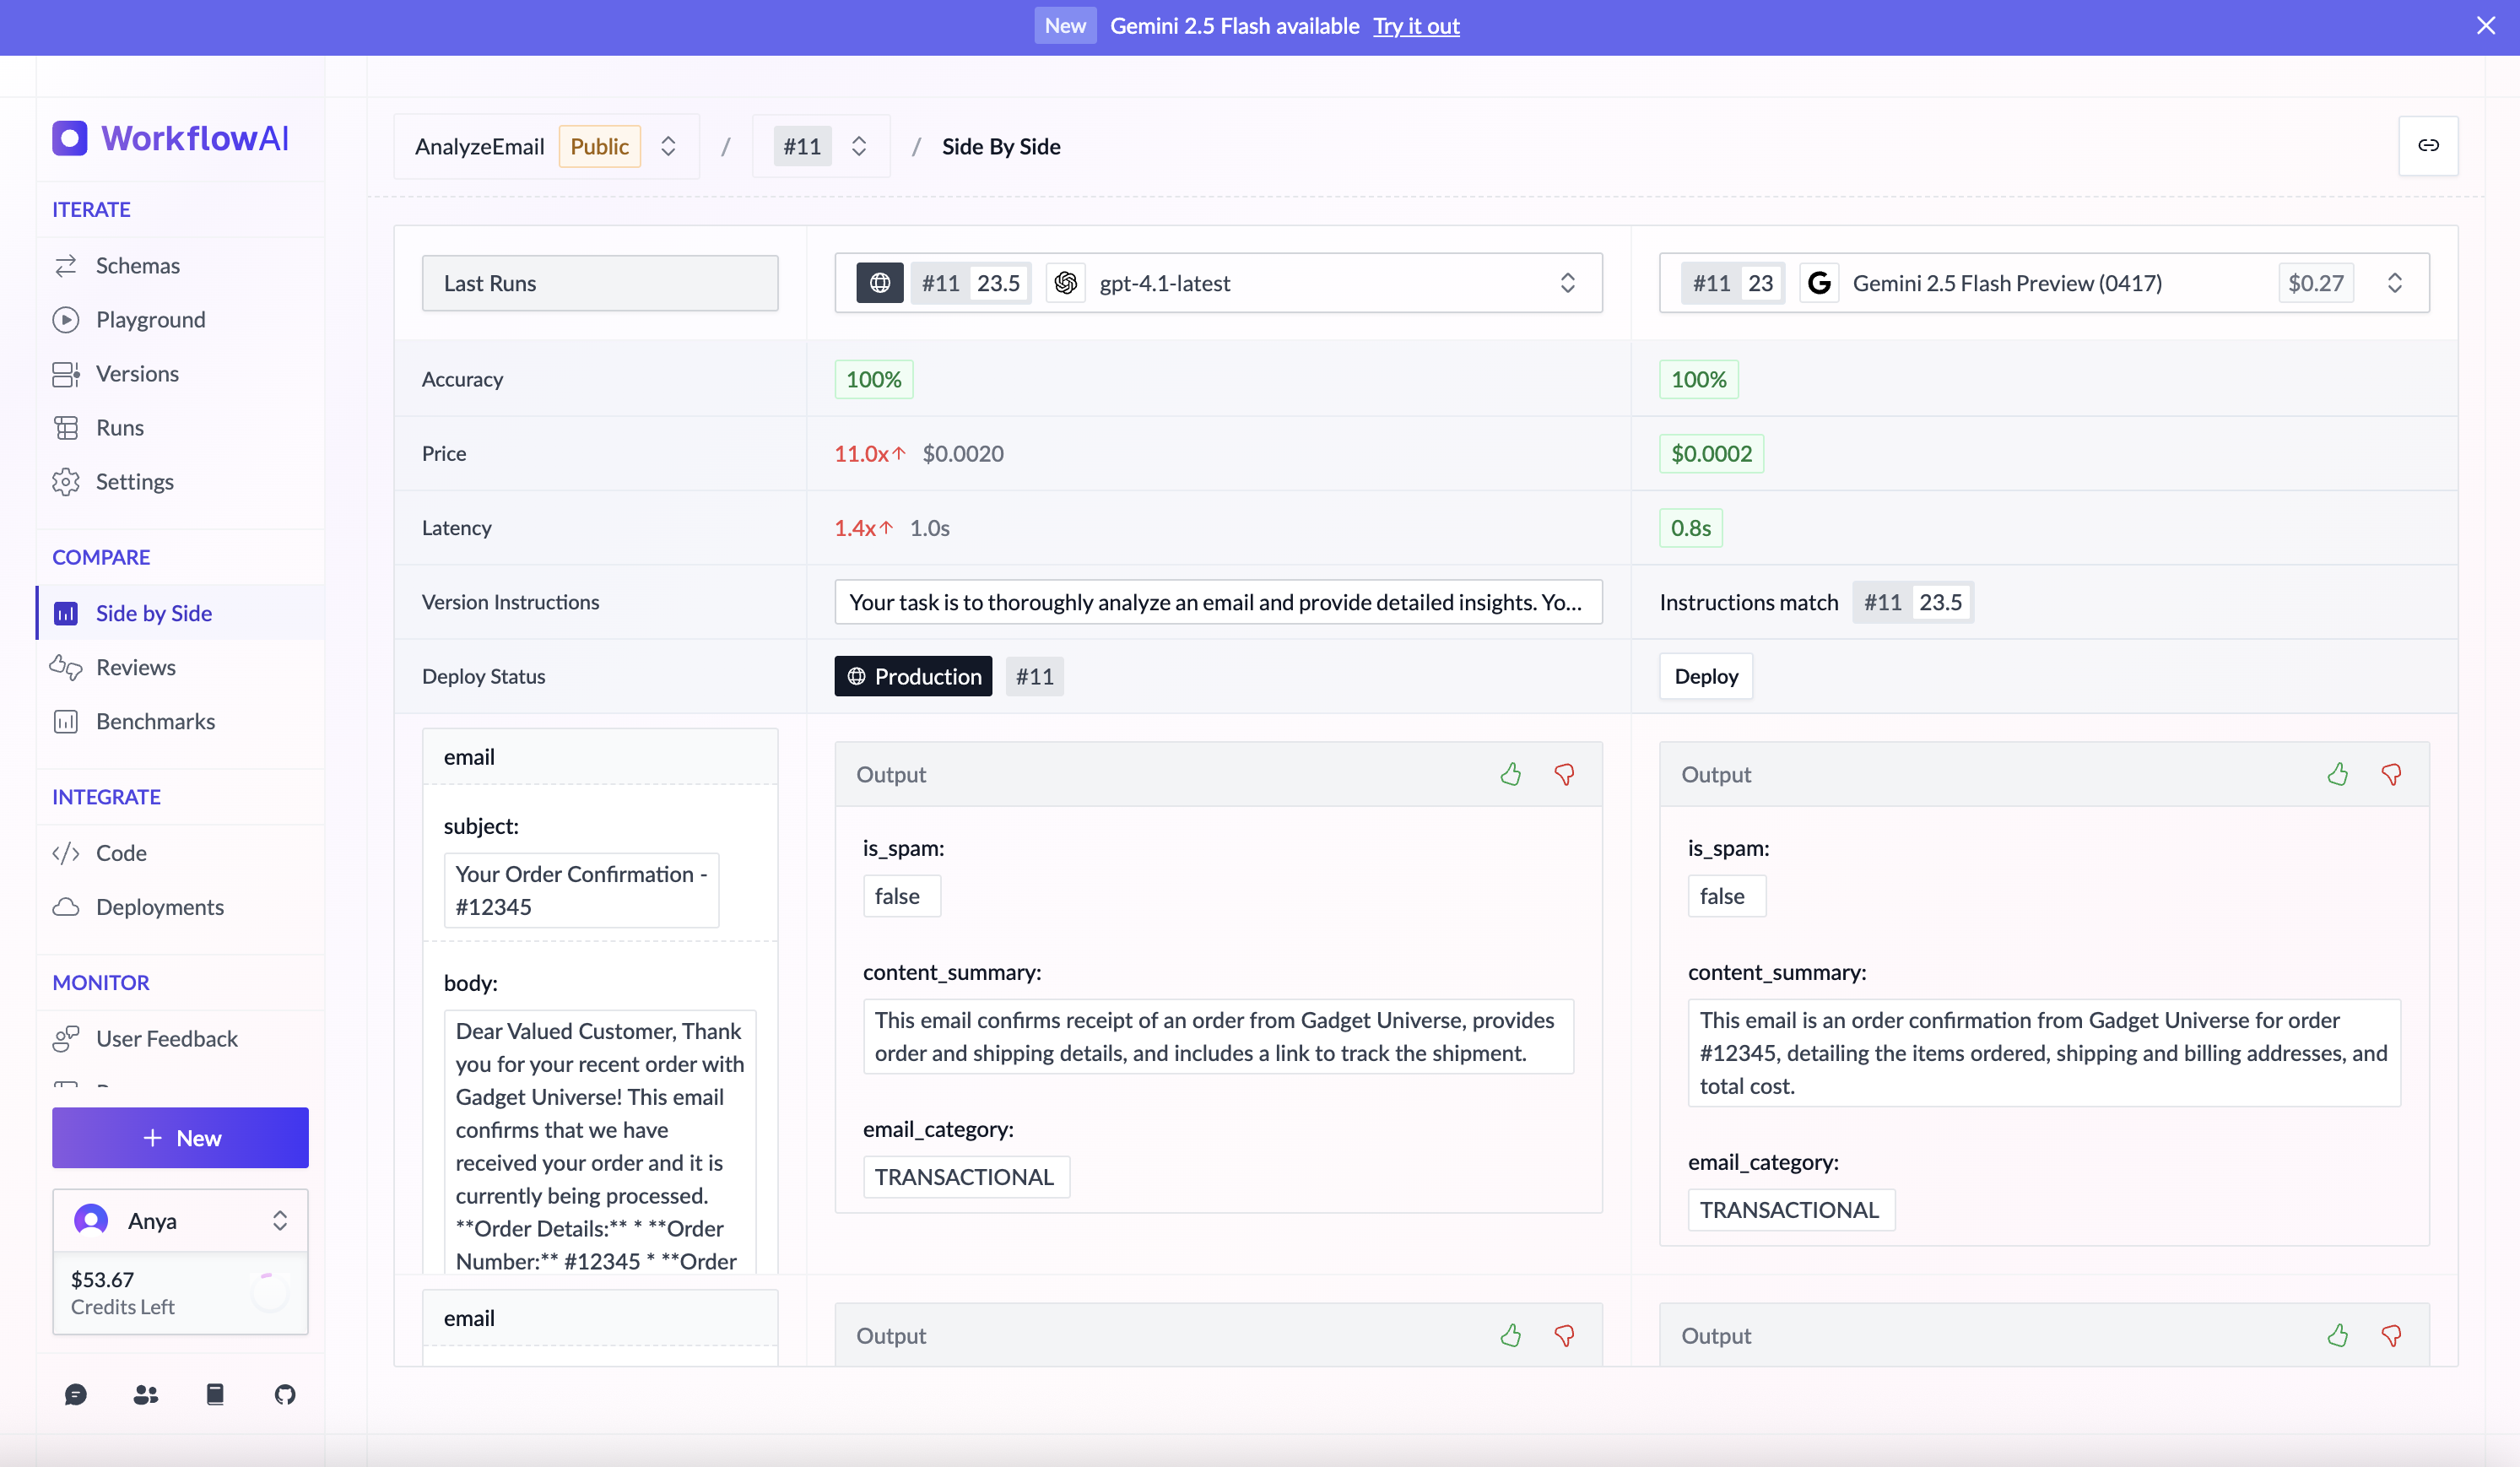 New Gemini 2.5 Flash available Try it out
WorkflowAI
ITERATE
Schemas
Playground
Versions
Runs
Settings
COMPARE
Side by Side
Reviews
Benchmarks
INTEGRATE
Code
Deployments
MONITOR
User Feedback
+ New
Anya
$53.67
Credits Left
AnalyzeEmail Public / #11 / Side By Side
Last Runs
#11 23.5 gpt-4.1-latest
#11 23 G Gemini 2.5 Flash Preview (0417) $0.27
Accuracy 100% 100%
Price 11.0x↑ $0.0020 $0.0002
Latency 1.4x↑ 1.0s 0.8s
Version Instructions Your task is to thoroughly analyze an email and provide detailed insights. Yo... Instructions match #11 23.5
Deploy Status Production #11 Deploy
email
subject:
Your Order Confirmation -
#12345
body:
Dear Valued Customer, Thank
you for your recent order with
Gadget Universe! This email
confirms that we have
received your order and it is
currently being processed.
**Order Details:** * **Order
Number:** #12345 * **Order
Output
is_spam:
false
content_summary:
This email confirms receipt of an order from Gadget Universe, provides
order and shipping details, and includes a link to track the shipment.
email_category:
TRANSACTIONAL
Output
is_spam:
false
content_summary:
This email is an order confirmation from Gadget Universe for order
#12345, detailing the items ordered, shipping and billing addresses, and
total cost.
email_category:
TRANSACTIONAL
email
Output
Output